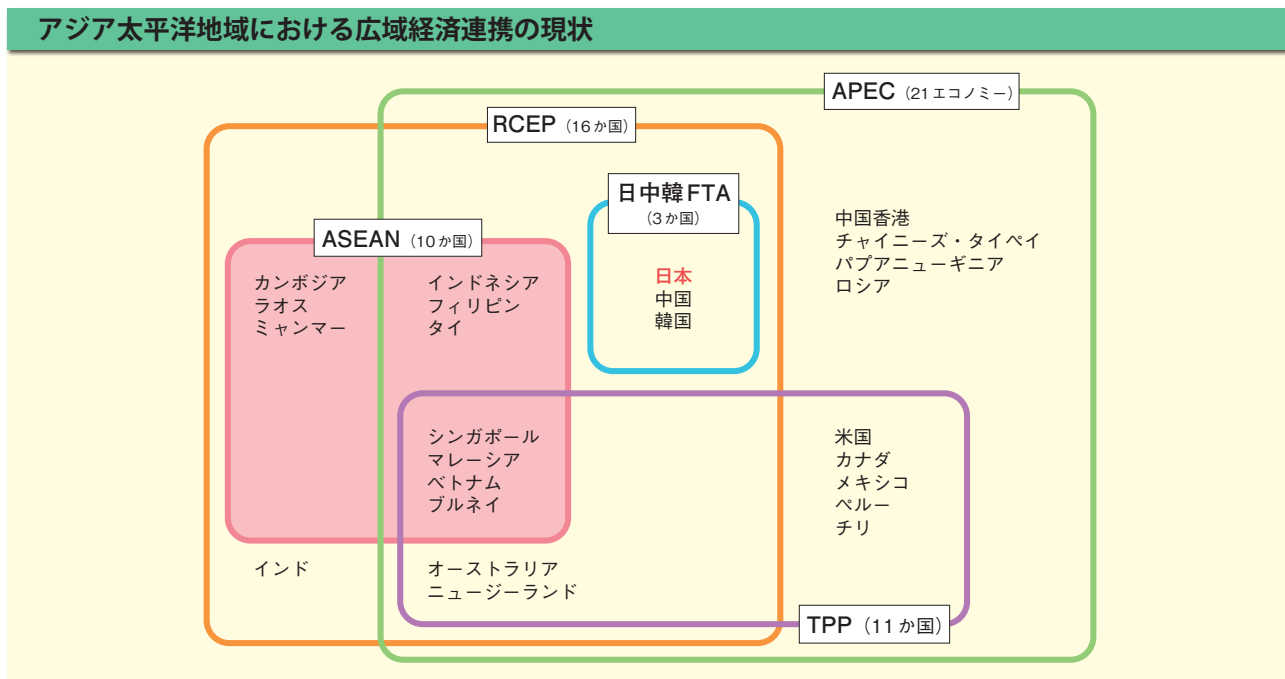 アジア太平洋地域における広域経済連携の現状
APEC（21エコノミー）
RCEP（16か国）
日中韓FTA
（3か国）
ASEAN（10か国）
カンボジア
ラオス
ミャンマー
インドネシア
フィリピン
タイ
日本
中国
韓国
中国香港
チャイニーズ・タイペイ
パプアニューギニア
ロシア
シンガポール
マレーシア
ベトナム
ブルネイ
米国
カナダ
メキシコ
ペルー
チリ
インド
オーストラリア
ニュージーランド
TPP（11か国）